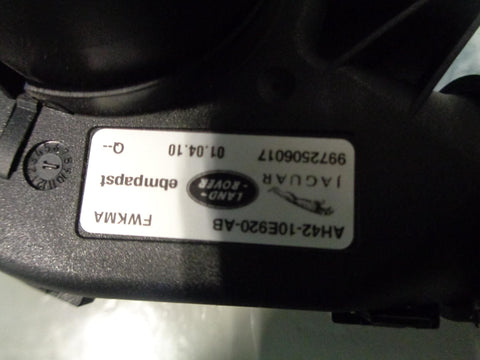 AH42-10E920-AB
FWKMA
JAGUAR
LAND-
ROVER
ebmpapst
9972506017
01.04.10
Q--